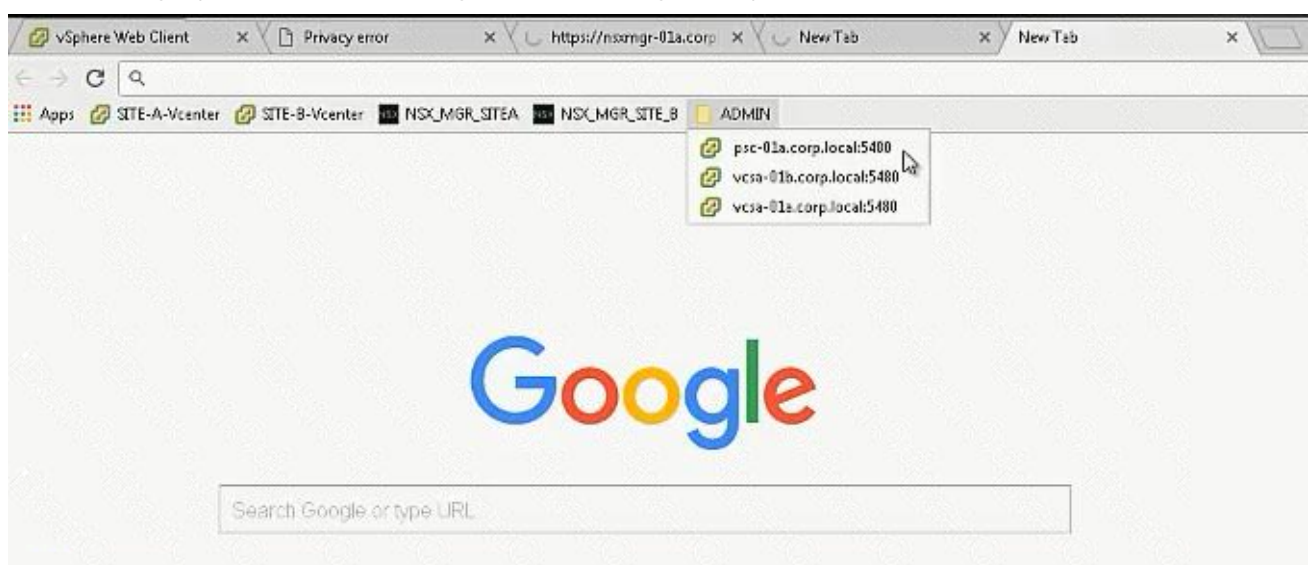 vSphere Web Client
Privacy error
https://nsxmgr-01a.corp
New Tab
New Tab
Apps SITE-A-Vcenter SITE-B-Vcenter NSX NSX_MGR_SITEA NSX NSX_MGR_SITE_B ADMIN
psc-01a.corp.local:5480
vcsa-01b.corp.local:5480
vcsa-01a.corp.local:5480
Google
Search Google or type URL